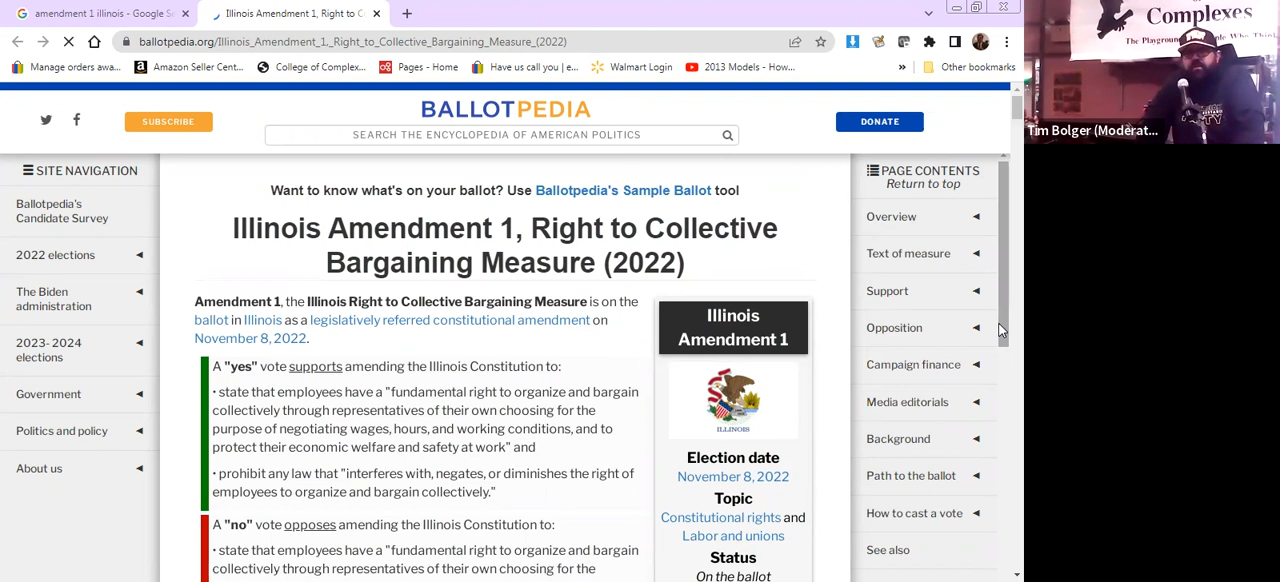 amendment 1 illinois - Google Se
Illinois Amendment 1, Right to C
ballotpedia.org/Illinois_Amendment_1,_Right_to_Collective_Bargaining_Measure_(2022)
Manage orders awa...
Amazon Seller Cent...
College of Complex...
Pages - Home
Have us call you | e...
Walmart Login
2013 Models - How...
»
Other bookmarks
SUBSCRIBE
BALLOTPEDIA
SEARCH THE ENCYCLOPEDIA OF AMERICAN POLITICS
DONATE
SITE NAVIGATION
Ballotpedia's
Candidate Survey
2022 elections
The Biden
administration
2023- 2024
elections
Government
Politics and policy
About us
Want to know what's on your ballot? Use Ballotpedia's Sample Ballot tool
Illinois Amendment 1, Right to Collective
Bargaining Measure (2022)
Amendment 1, the Illinois Right to Collective Bargaining Measure is on the
ballot in Illinois as a legislatively referred constitutional amendment on
November 8, 2022.
A "yes" vote supports amending the Illinois Constitution to:
• state that employees have a "fundamental right to organize and bargain
collectively through representatives of their own choosing for the
purpose of negotiating wages, hours, and working conditions, and to
protect their economic welfare and safety at work" and
• prohibit any law that "interferes with, negates, or diminishes the right of
employees to organize and bargain collectively."
A "no" vote opposes amending the Illinois Constitution to:
• state that employees have a "fundamental right to organize and bargain
collectively through representatives of their own choosing for the
Illinois
Amendment 1
ILLINOIS
Election date
November 8, 2022
Topic
Constitutional rights and
Labor and unions
Status
On the ballot
PAGE CONTENTS
Return to top
Overview
Text of measure
Support
Opposition
Campaign finance
Media editorials
Background
Path to the ballot
How to cast a vote
See also
Complexes
The Playground
Who Thin
Tim Bolger (Moderat...